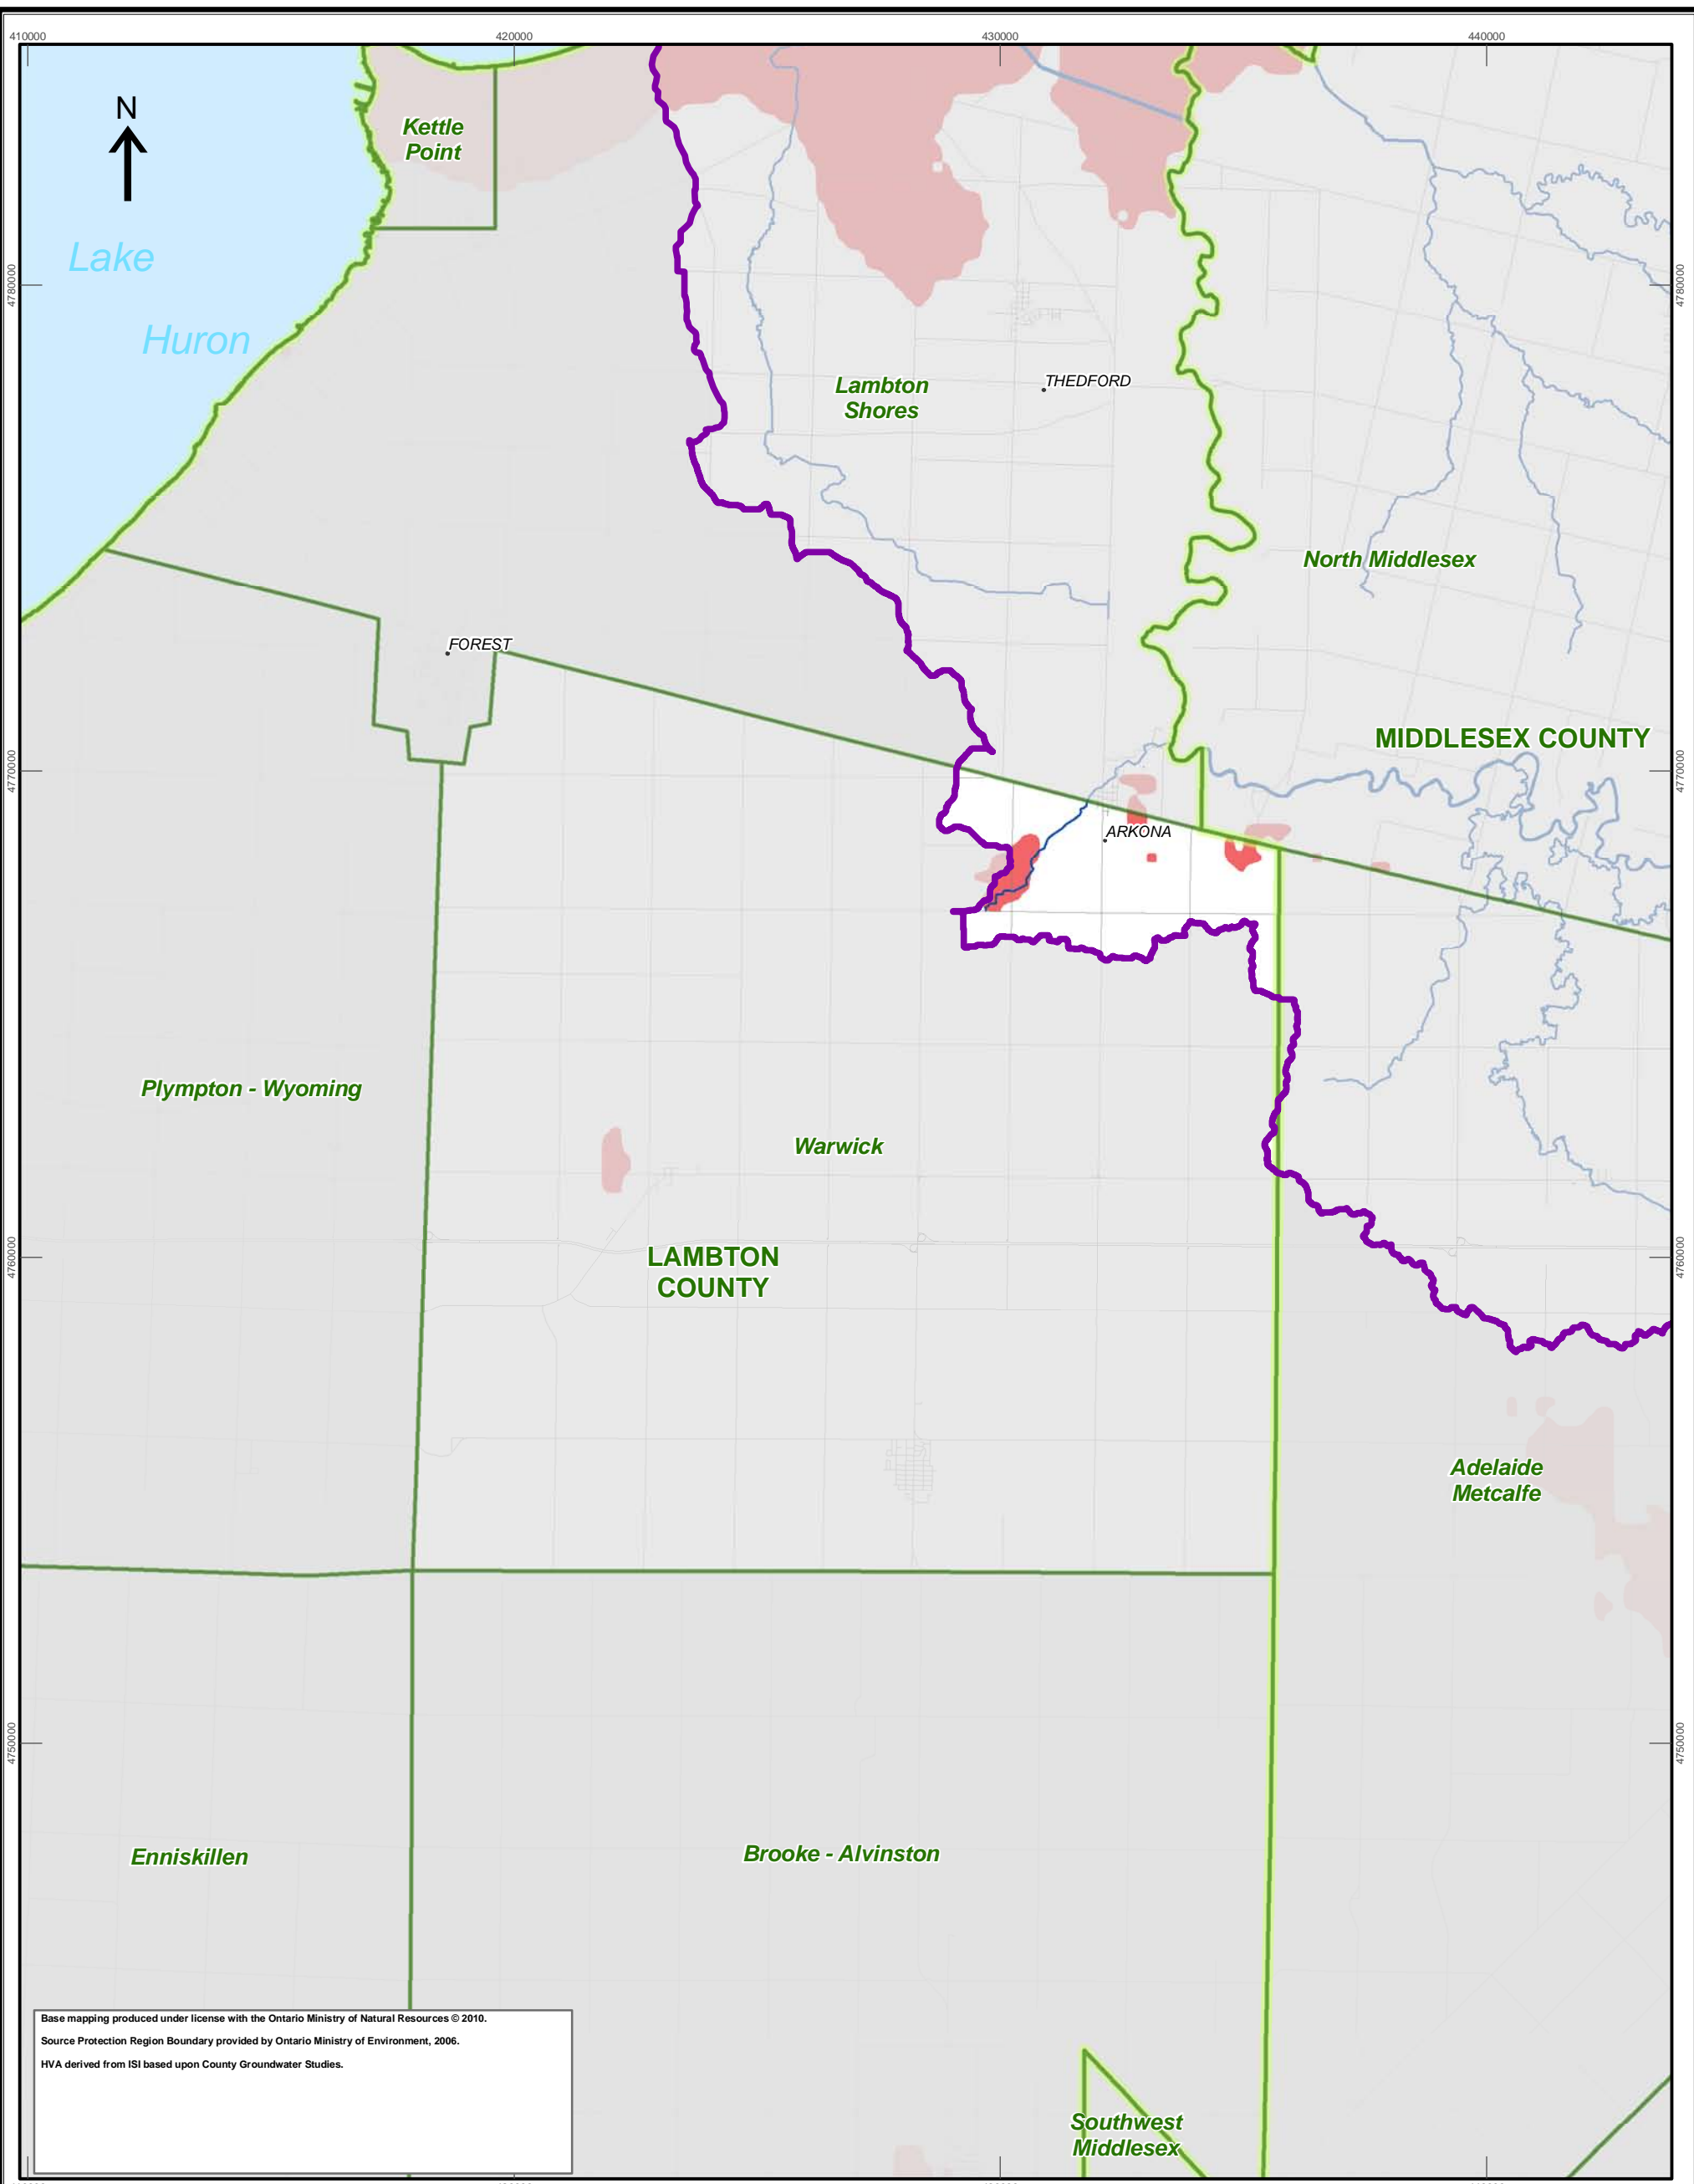 410000
420000
430000
440000
N
Kettle
Point
Lake
Huron
4780000
4780000
Lambton
Shores
THEDFORD
North Middlesex
FOREST
MIDDLESEX COUNTY
4770000
4770000
ARKONA
Plympton - Wyoming
Warwick
LAMBTON
COUNTY
4760000
4760000
Adelaide
Metcalfe
4750000
4750000
Enniskillen
Brooke - Alvinston
Base mapping produced under license with the Ontario Ministry of Natural Resources © 2010.
Source Protection Region Boundary provided by Ontario Ministry of Environment, 2006.
HVA derived from ISI based upon County Groundwater Studies.
Southwest
Middlesex